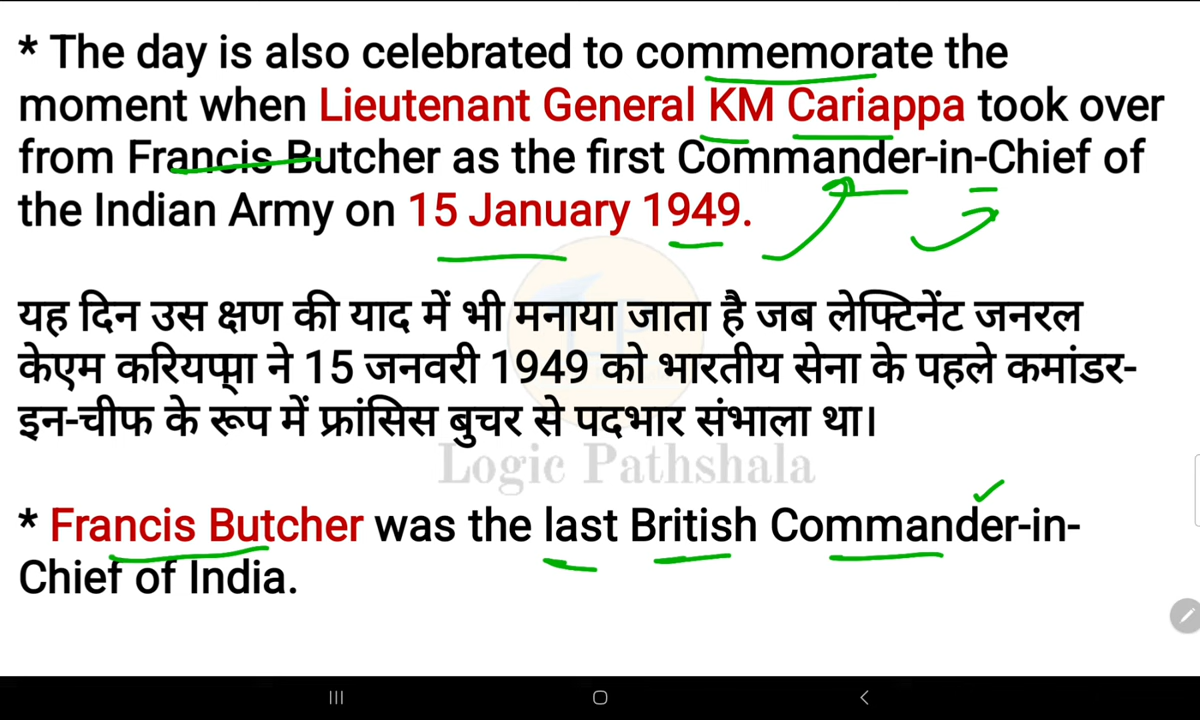 * The day is also celebrated to commemorate the
moment when Lieutenant General KM Cariappa took over
from Francis Butcher as the first Commander-in-Chief of
the Indian Army on 15 January 1949.
यह दिन उस क्षण की याद में भी मनाया जाता है जब लेफ्टिनेंट जनरल
केएम करियप्पा ने 15 जनवरी 1949 को भारतीय सेना के पहले कमांडर-
इन-चीफ के रूप में फ्रांसिस बुचर से पदभार संभाला था।
Logic Pathshala
* Francis Butcher was the last British Commander-in-
Chief of India.